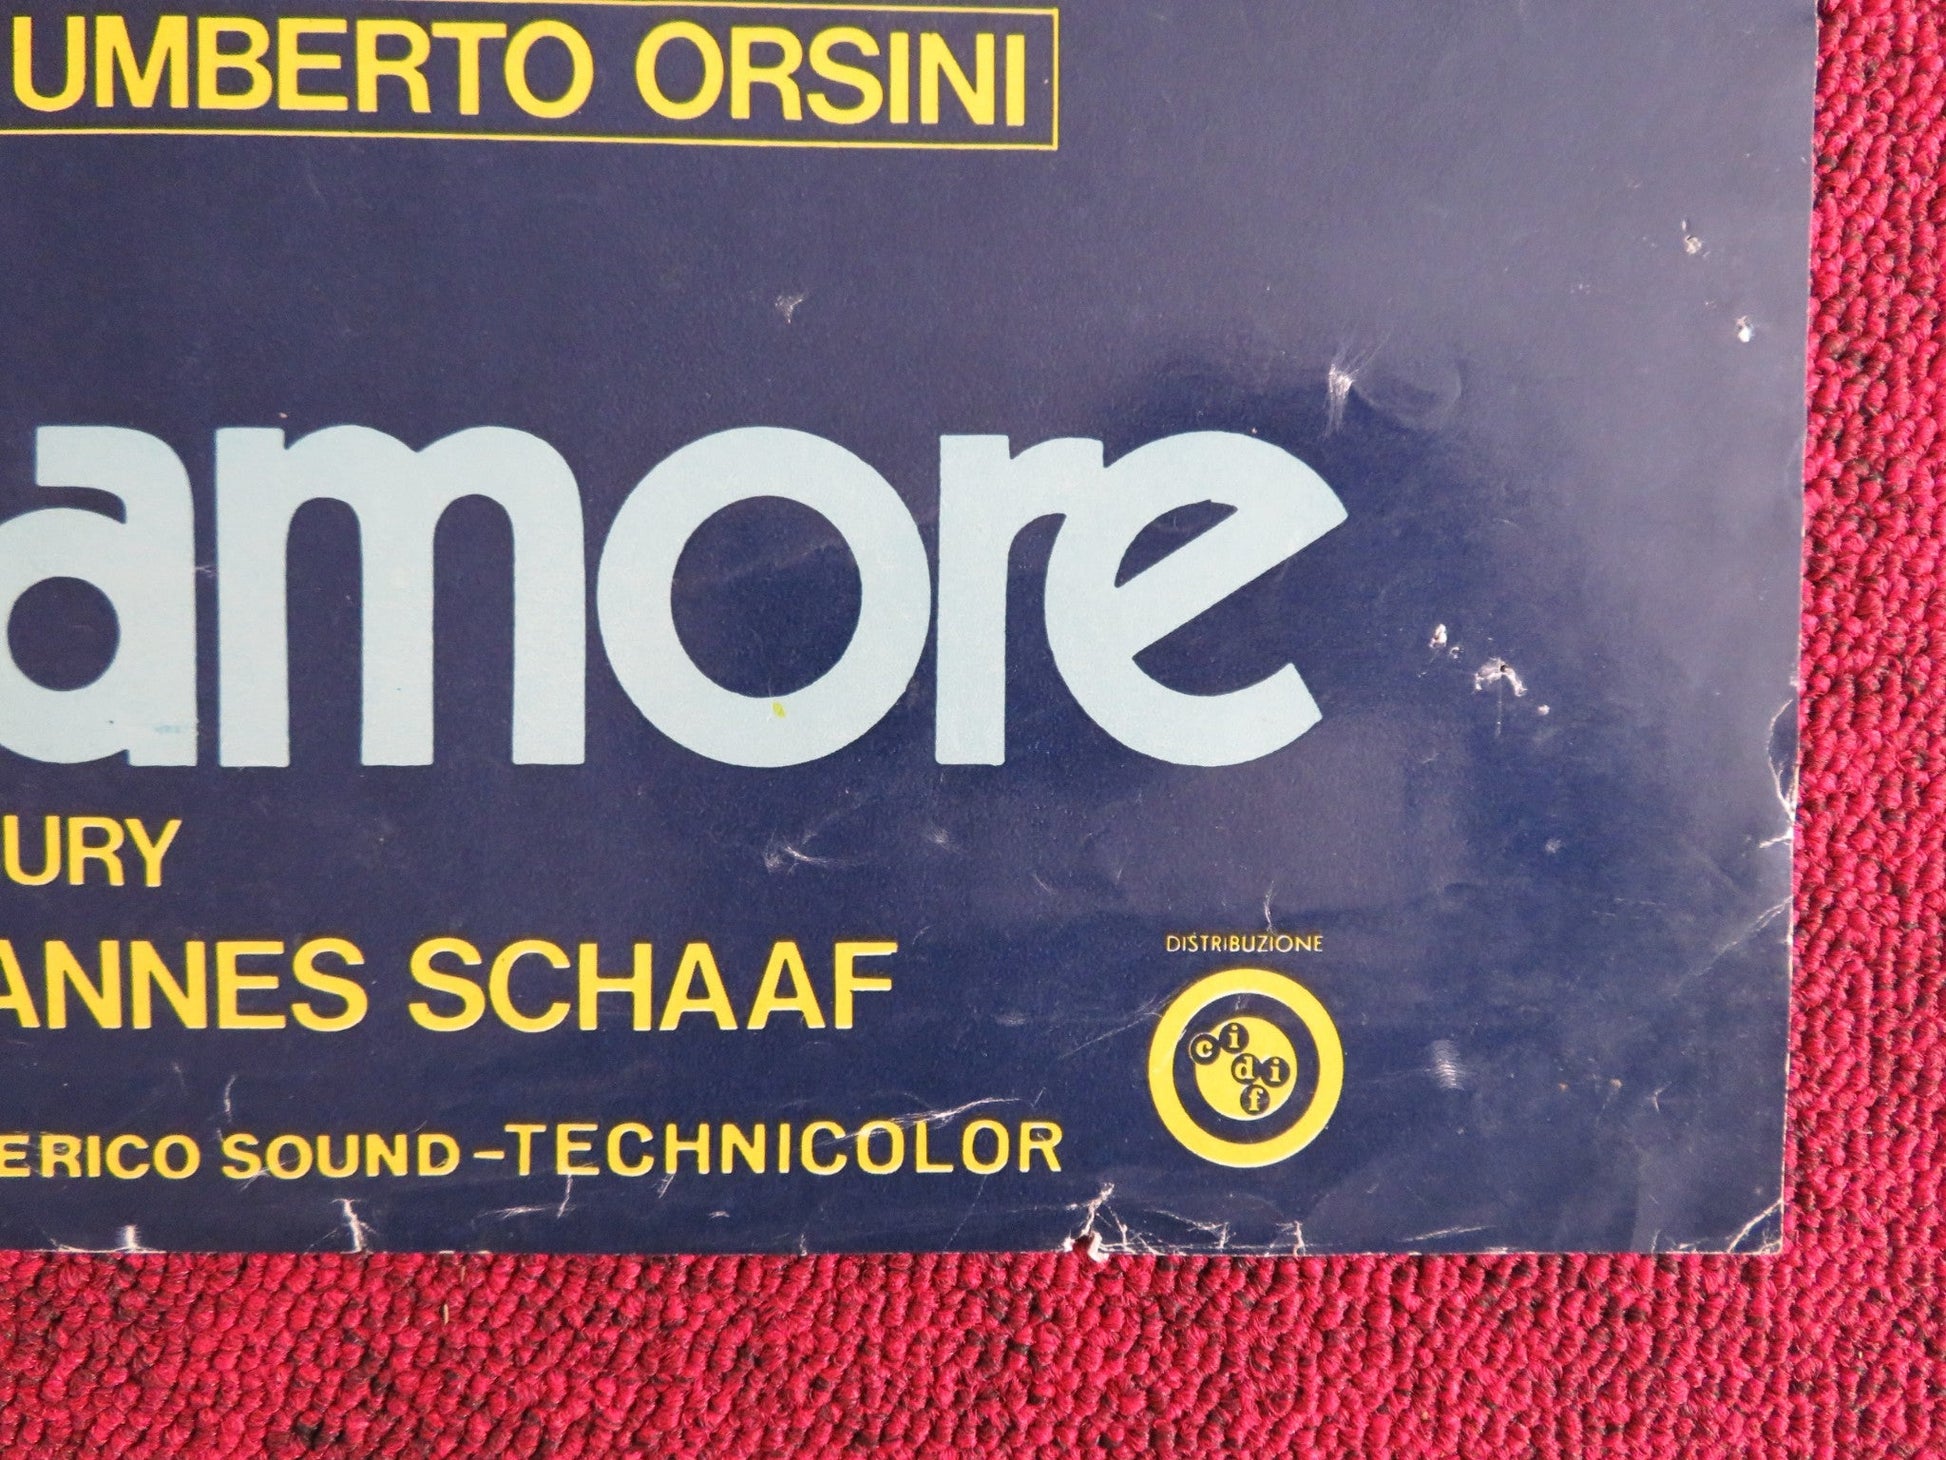 UMBERTO ORSINI
amore
URY
ANNES SCHAAF
DISTRIBUZIONE
cidif
ERICO SOUND-TECHNICOLOR